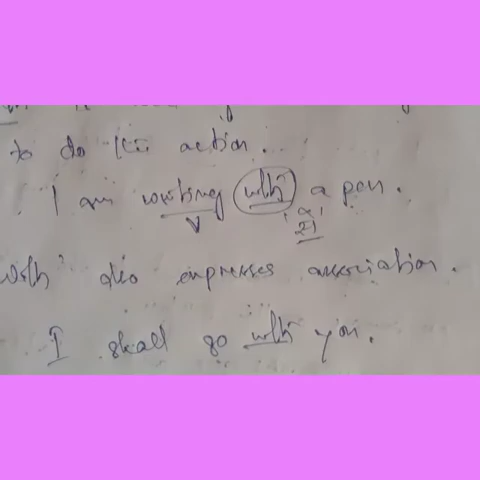 to do the action.
I am writing with a pen.
V
with' also expresses association.
I shall go with you.